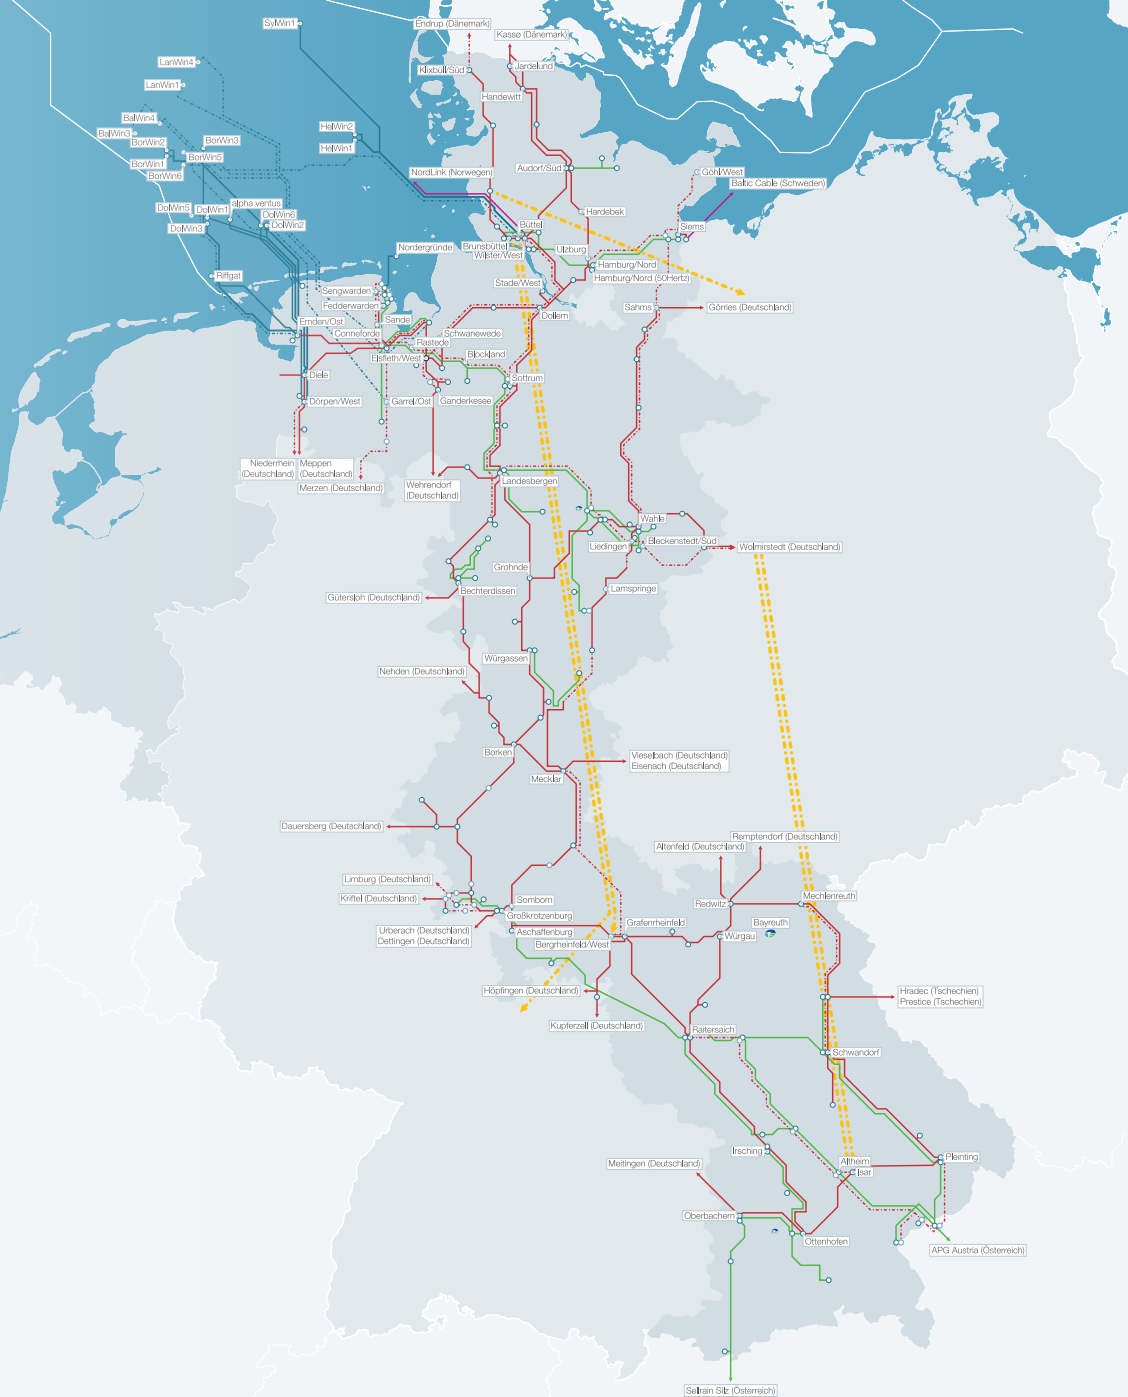 SylWin1
Endrup (Dänemark)
Kassø (Dänemark)
LanWin4
Klixbüll/Süd
Jardelund
LanWin1
Handewitt
BalWin4
HelWin2
BalWin3
BorWin2
BorWin3
HelWin1
BorWin5
BorWin1
BorWin6
Audorf/Süd
NordLink (Norwegen)
Göhl/West
Baltic Cable (Schweden)
DolWin5
DolWin1
alpha ventus
DolWin6
DolWin2
DolWin3
Hardebek
Büttel
Siems
Nordergründe
Brunsbüttel
Wilster/West
Ulzburg
Hamburg/Nord
Hamburg/Nord (50Hertz)
Riffgat
Stade/West
Sengwarden
Fedderwarden
Sahms
Görries (Deutschland)
Emden/Ost
Sande
Dollern
Conneforde
Schwanewede
Rastede
Elsfleth/West
Blockland
Diele
Sottrum
Dörpen/West
Garrel/Ost
Ganderkesee
Niederrhein
(Deutschland)
Meppen
(Deutschland)
Merzen (Deutschland)
Wehrendorf
(Deutschland)
Landesbergen
Wahle
Bleckenstedt/Süd
Liedingen
Wolmirstedt (Deutschland)
Grohnde
Lamspringe
Bechterdissen
Gütersloh (Deutschland)
Würgassen
Nehden (Deutschland)
Borken
Vieselbach (Deutschland)
Eisenach (Deutschland)
Mecklar
Dauersberg (Deutschland)
Remptendorf (Deutschland)
Altenfeld (Deutschland)
Limburg (Deutschland)
Kriftel (Deutschland)
Somborn
Redwitz
Mechlenreuth
Großkrotzenburg
Urberach (Deutschland)
Dettingen (Deutschland)
Aschaffenburg
Grafenrheinfeld
Bayreuth
Bergrheinfeld/West
Würgau
Höpfingen (Deutschland)
Hradec (Tschechien)
Prestice (Tschechien)
Kupferzell (Deutschland)
Raitersaich
Schwandorf
Irsching
Pleinting
Meitingen (Deutschland)
Altheim
Isar
Oberbachern
Ottenhofen
APG Austria (Österreich)
Sellrain Silz (Österreich)